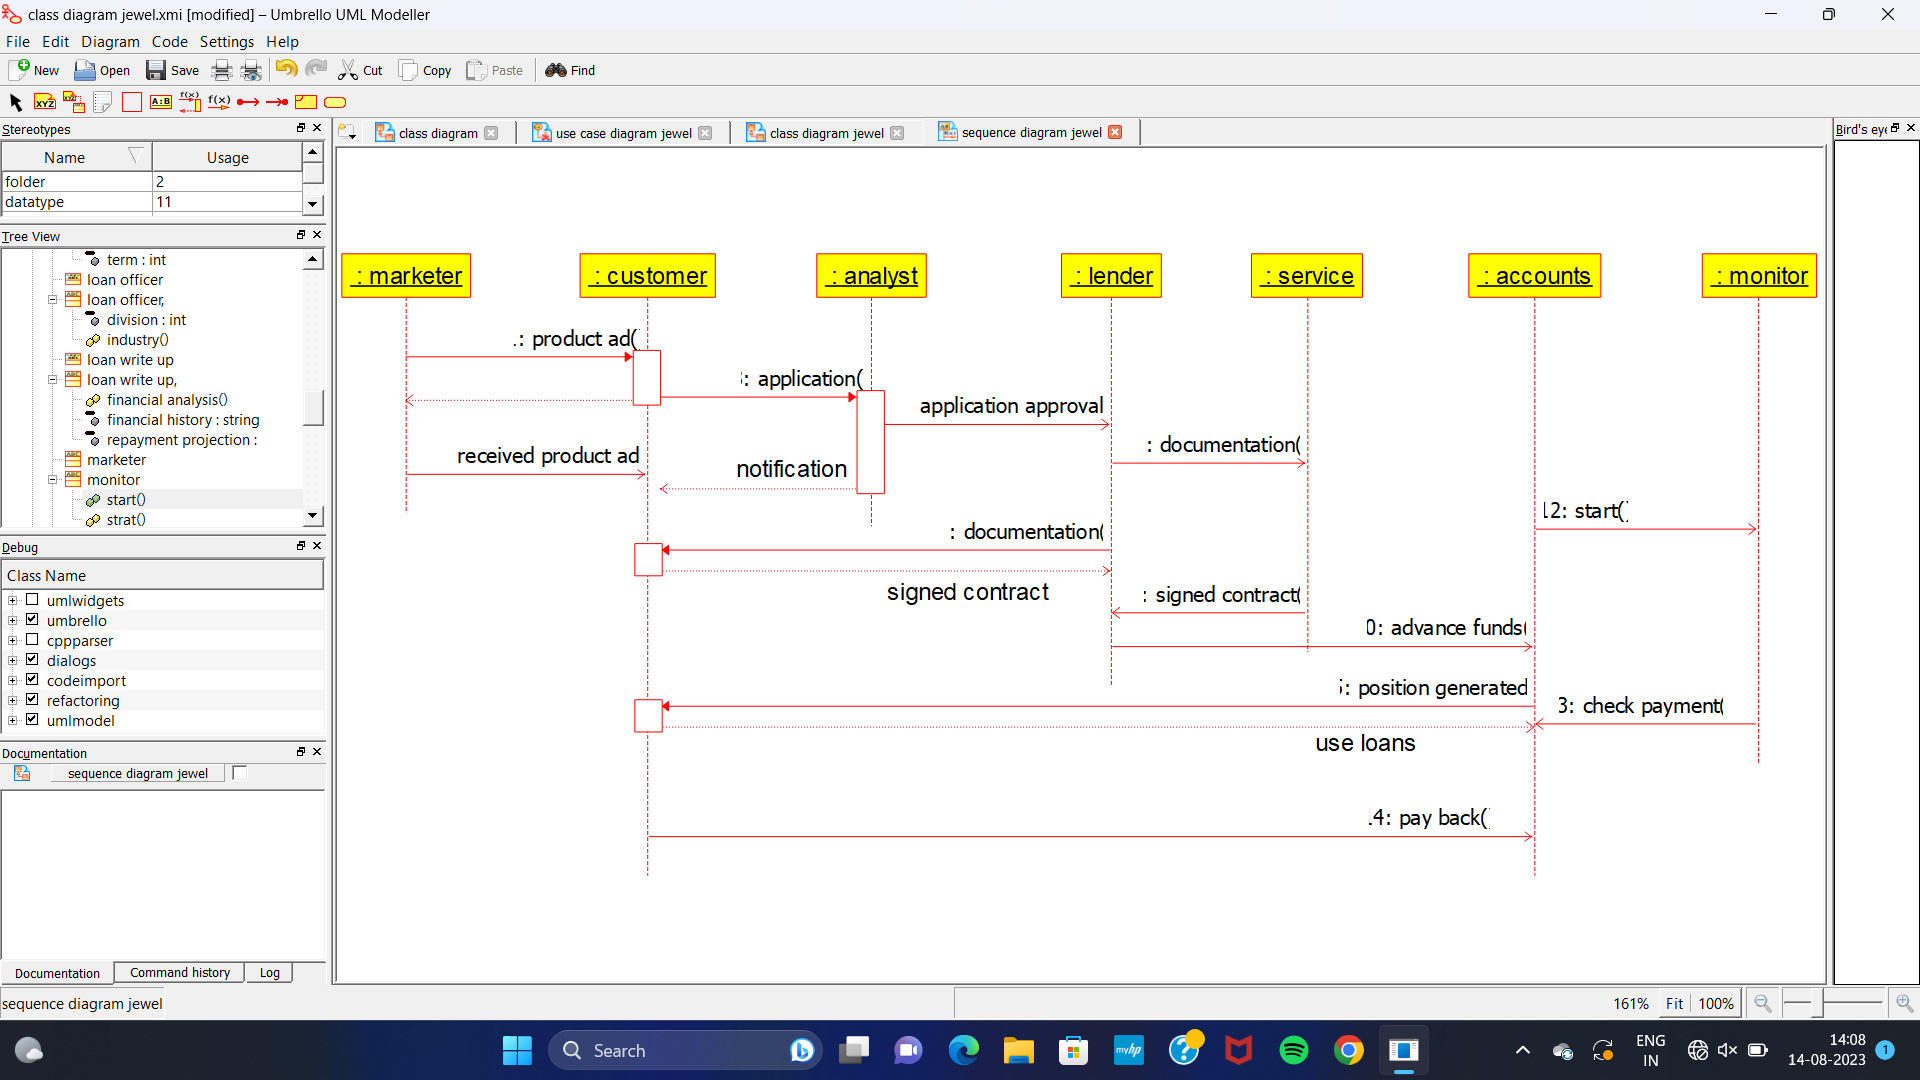 class diagram jewel.xmi [modified] – Umbrello UML Modeller
File Edit Diagram Code Settings Help
New Open Save Cut Copy Paste Find
XYZ A:B f(x) f(x)
Stereotypes
Name Usage
folder 2
datatype 11
Tree View
term : int
loan officer
loan officer,
division : int
industry()
loan write up
loan write up,
financial analysis()
financial history : string
repayment projection :
marketer
monitor
start()
strat()
Debug
Class Name
umlwidgets
umbrello
cppparser
dialogs
codeimport
refactoring
umlmodel
Documentation
sequence diagram jewel
Documentation Command history Log
class diagram use case diagram jewel class diagram jewel sequence diagram jewel
Bird's eye
: marketer : customer : analyst : lender : service : accounts : monitor
: product ad(
: application(
application approval
: documentation(
received product ad
notification
12: start()
: documentation(
signed contract
: signed contract(
0: advance funds(
: position generated
3: check payment(
use loans
4: pay back(
sequence diagram jewel
161% Fit 100%
Search
myhp
ENG
IN
14:08
14-08-2023
1